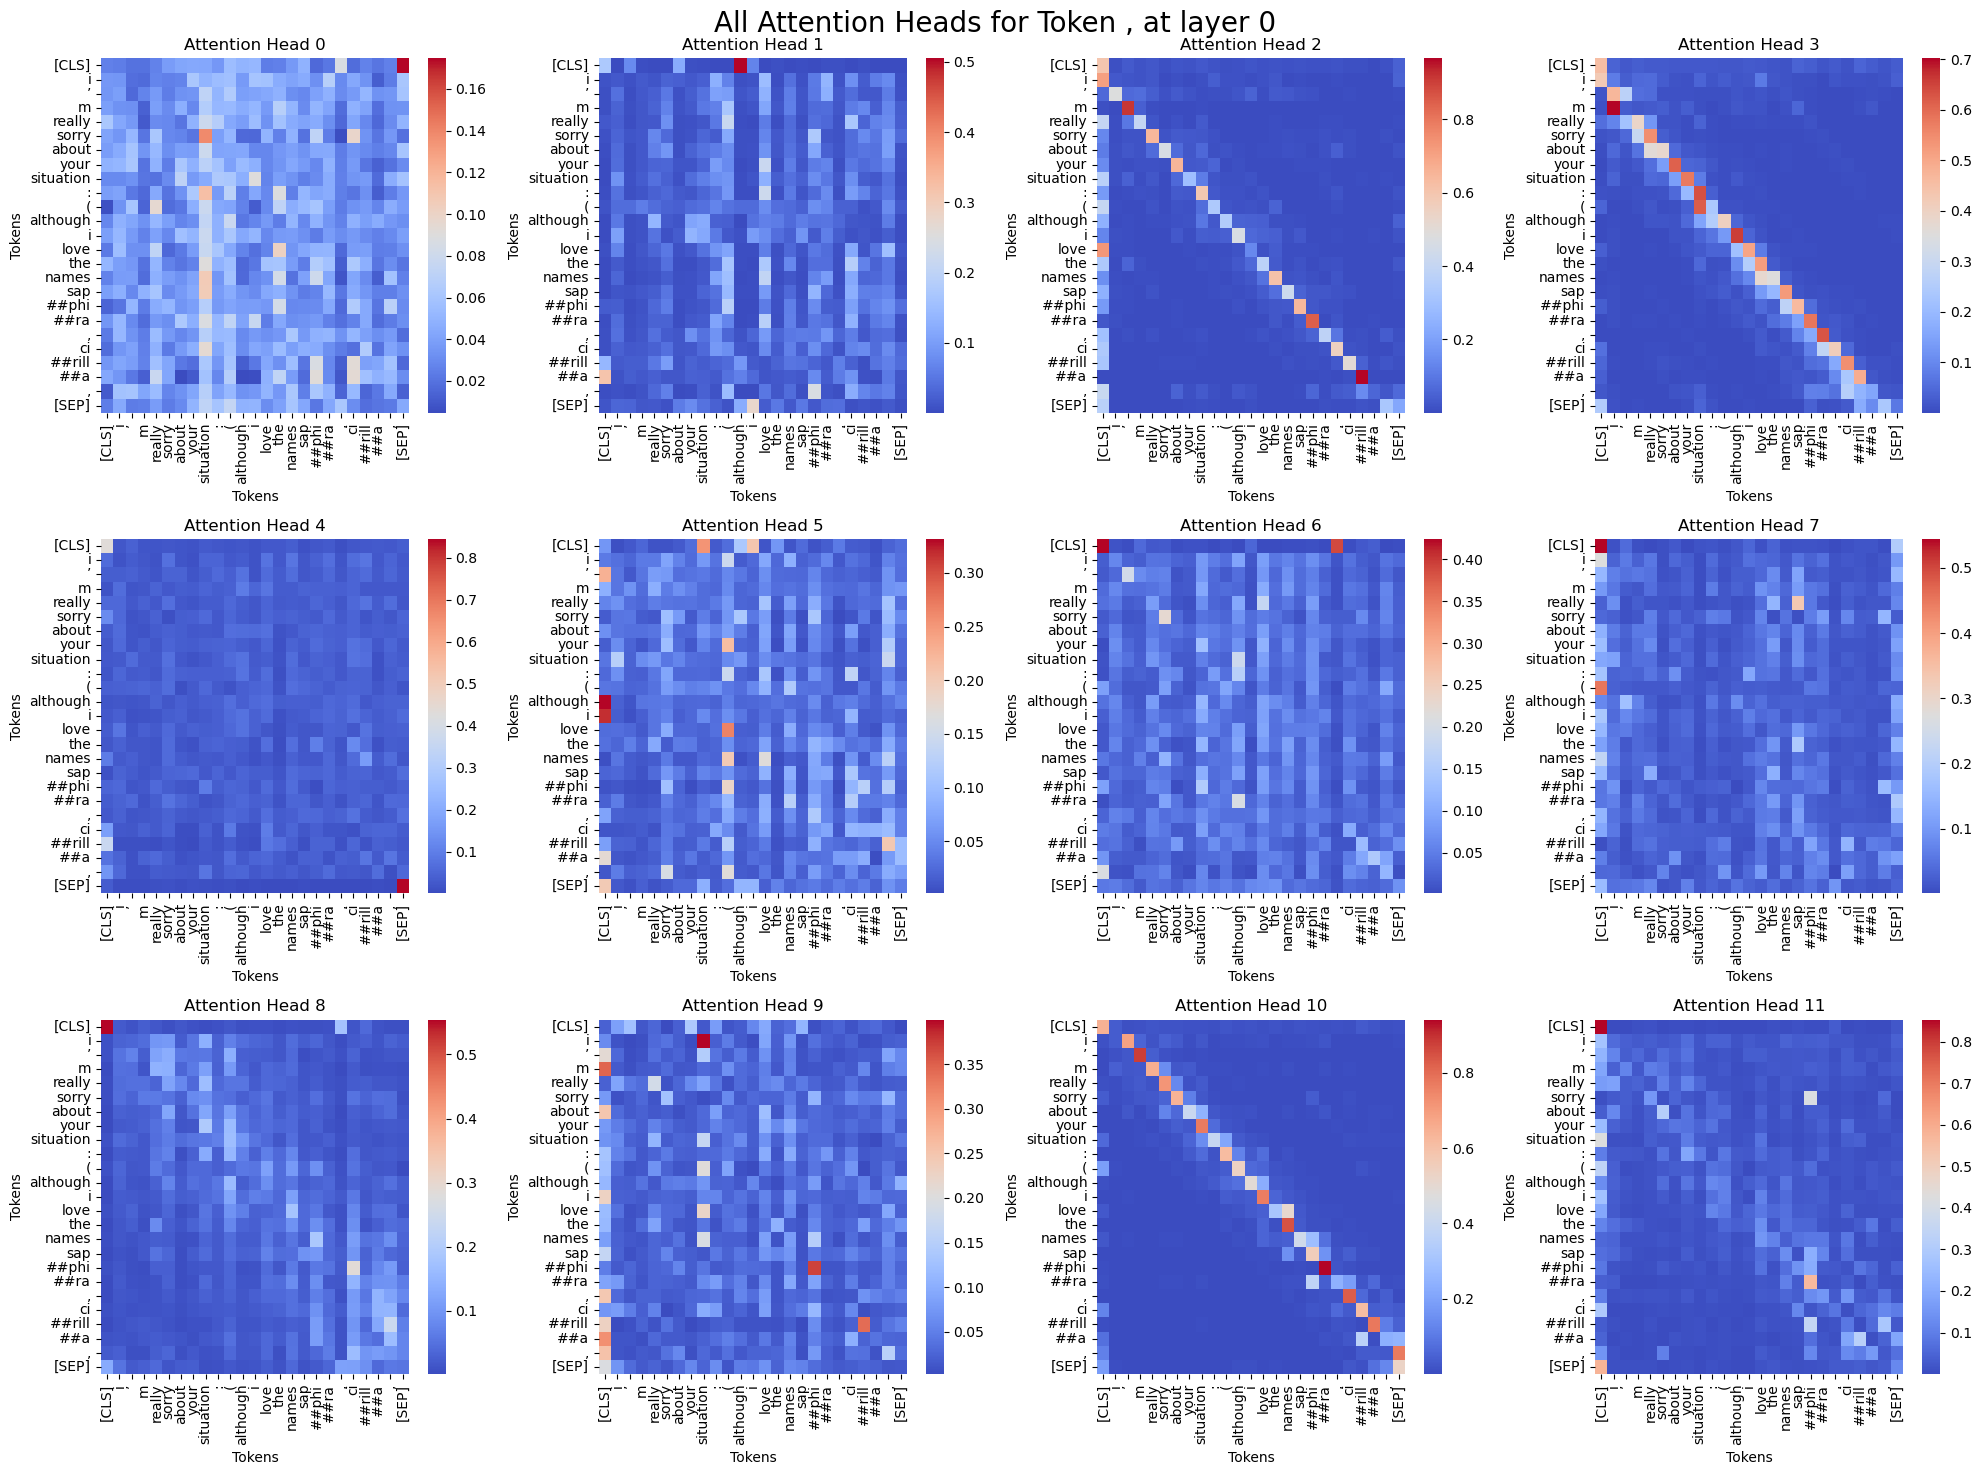 All Attention Heads for Token , at layer 0
Attention Head 0
Attention Head 1
Attention Head 2
Attention Head 3
[CLS]
i
'
m
really
sorry
about
your
situation
:
(
although
i
love
the
names
sap
##phi
##ra
,
ci
##rill
##a
,
[SEP]
Tokens
0.16
0.14
0.12
0.10
0.08
0.06
0.04
0.02
0.5
0.4
0.3
0.2
0.1
0.8
0.6
0.4
0.2
0.7
0.6
0.5
0.4
0.3
0.2
0.1
Tokens
Attention Head 4
Attention Head 5
Attention Head 6
Attention Head 7
0.8
0.7
0.6
0.5
0.4
0.3
0.2
0.1
0.30
0.25
0.20
0.15
0.10
0.05
0.40
0.35
0.30
0.25
0.20
0.15
0.10
0.05
0.5
0.4
0.3
0.2
0.1
Tokens
Attention Head 8
Attention Head 9
Attention Head 10
Attention Head 11
0.5
0.4
0.3
0.2
0.1
0.35
0.30
0.25
0.20
0.15
0.10
0.05
0.8
0.6
0.4
0.2
0.8
0.7
0.6
0.5
0.4
0.3
0.2
0.1
Tokens